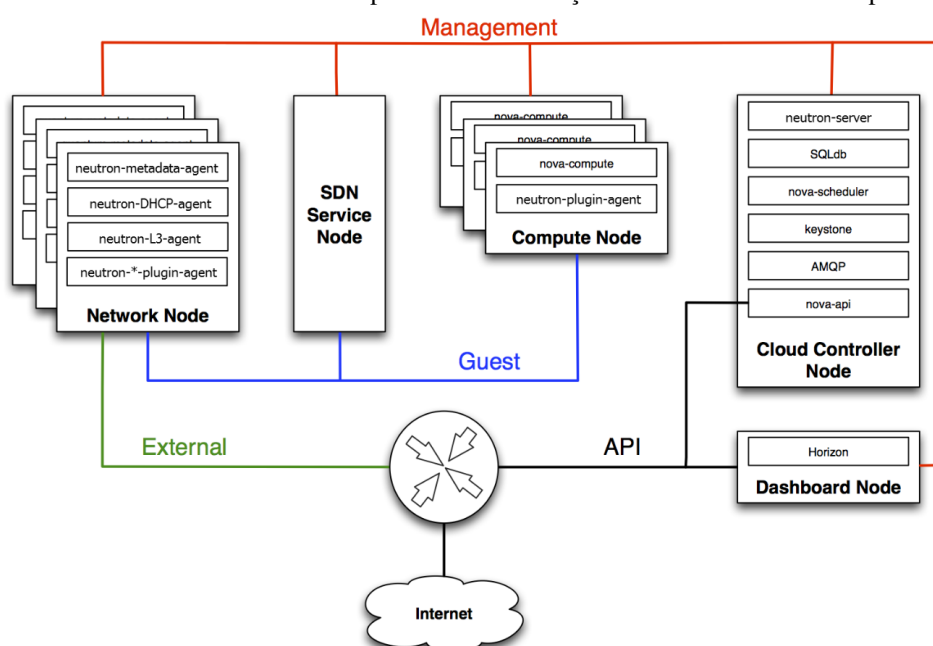 Management
nova-compute
nova-compute
neutron-metadata-agent
neutron-DHCP-agent
neutron-L3-agent
neutron-*-plugin-agent
Network Node
SDN
Service
Node
nova-compute
neutron-plugin-agent
Compute Node
neutron-server
SQLdb
nova-scheduler
keystone
AMQP
nova-api
Cloud Controller
Node
Guest
External
API
Horizon
Dashboard Node
Internet